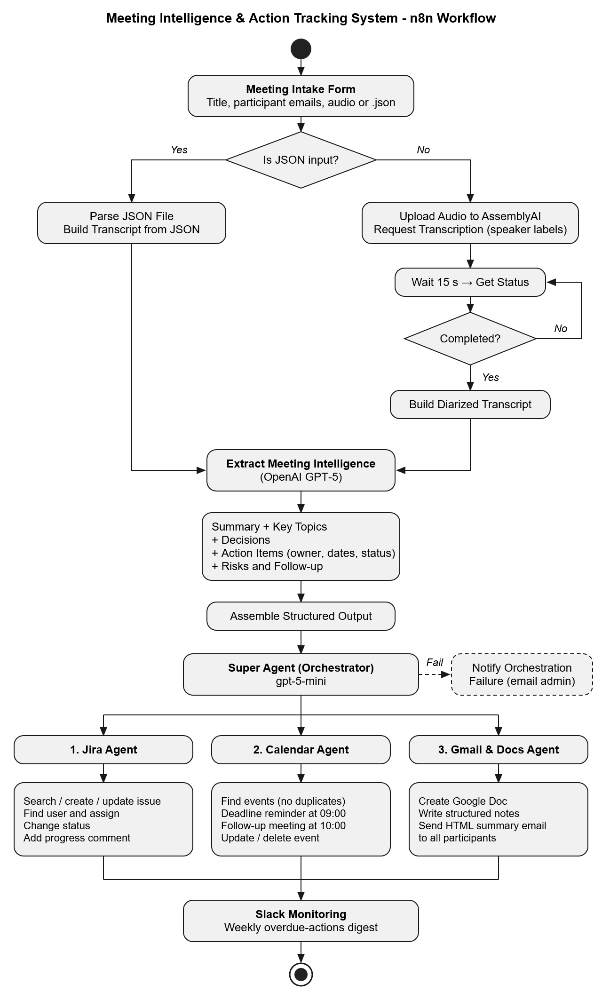 Meeting Intelligence & Action Tracking System - n8n Workflow
Meeting Intake Form
Title, participant emails, audio or .json
Is JSON input?
Yes
No
Parse JSON File
Build Transcript from JSON
Upload Audio to AssemblyAI
Request Transcription (speaker labels)
Wait 15 s → Get Status
Completed?
No
Yes
Build Diarized Transcript
Extract Meeting Intelligence
(OpenAI GPT-5)
Summary + Key Topics
+ Decisions
+ Action Items (owner, dates, status)
+ Risks and Follow-up
Assemble Structured Output
Super Agent (Orchestrator)
gpt-5-mini
Fail
Notify Orchestration
Failure (email admin)
1. Jira Agent
2. Calendar Agent
3. Gmail & Docs Agent
Search / create / update issue
Find user and assign
Change status
Add progress comment
Find events (no duplicates)
Deadline reminder at 09:00
Follow-up meeting at 10:00
Update / delete event
Create Google Doc
Write structured notes
Send HTML summary email
to all participants
Slack Monitoring
Weekly overdue-actions digest